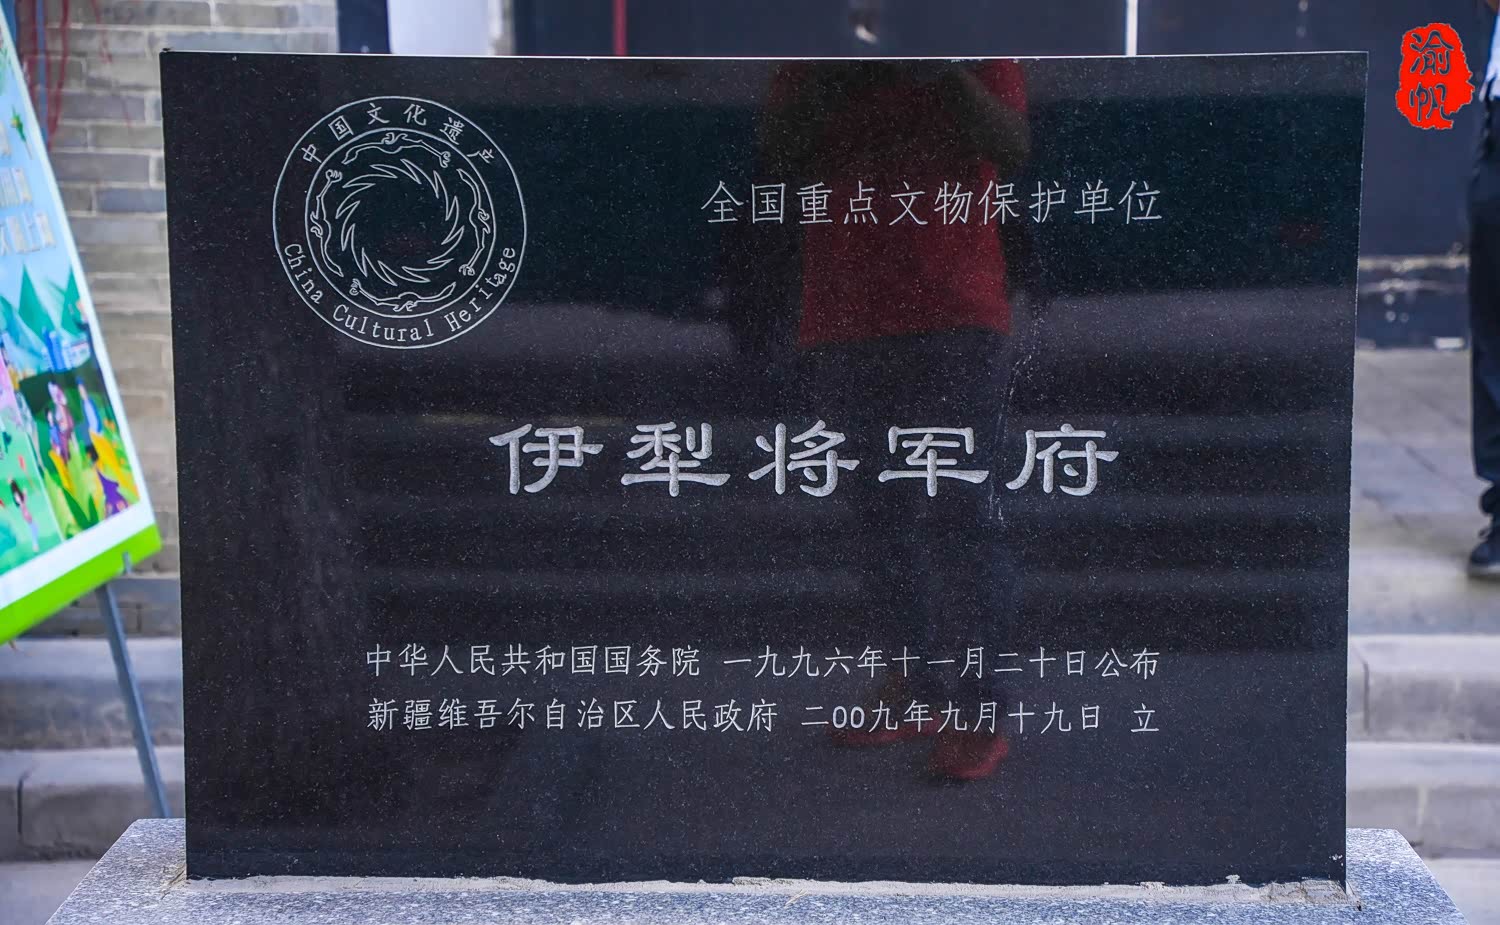 中国文化遗产
China Cultural Heritage
全国重点文物保护单位
伊犁将军府
中华人民共和国国务院 一九九六年十一月二十日公布
新疆维吾尔自治区人民政府 二00九年九月十九日 立
渝帆